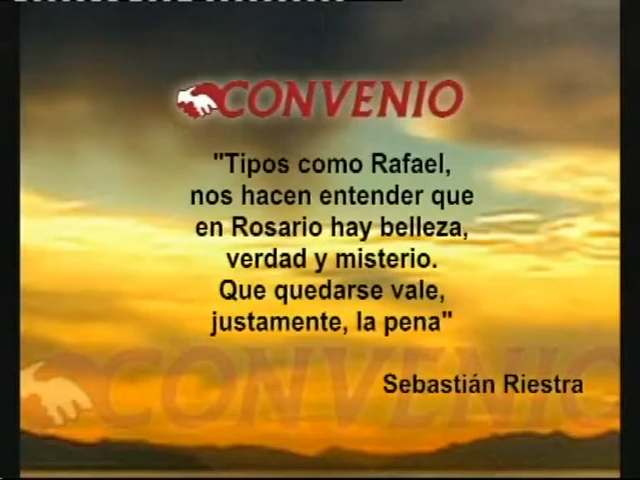 CONVENIO
"Tipos como Rafael,
nos hacen entender que
en Rosario hay belleza,
verdad y misterio.
Que quedarse vale,
justamente, la pena"
Sebastián Riestra
CONVENIO